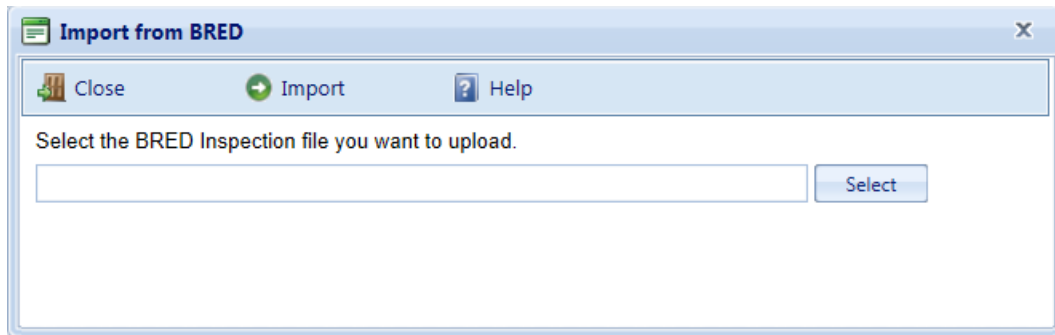 Import from BRED
Close Import Help
Select the BRED Inspection file you want to upload.
Select